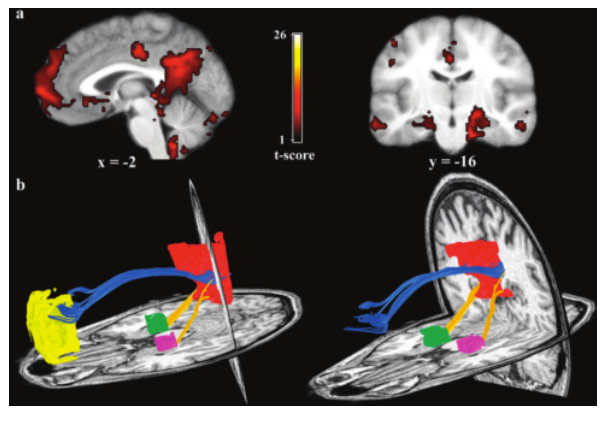 a
26
1
t-score
x = -2
y = -16
b